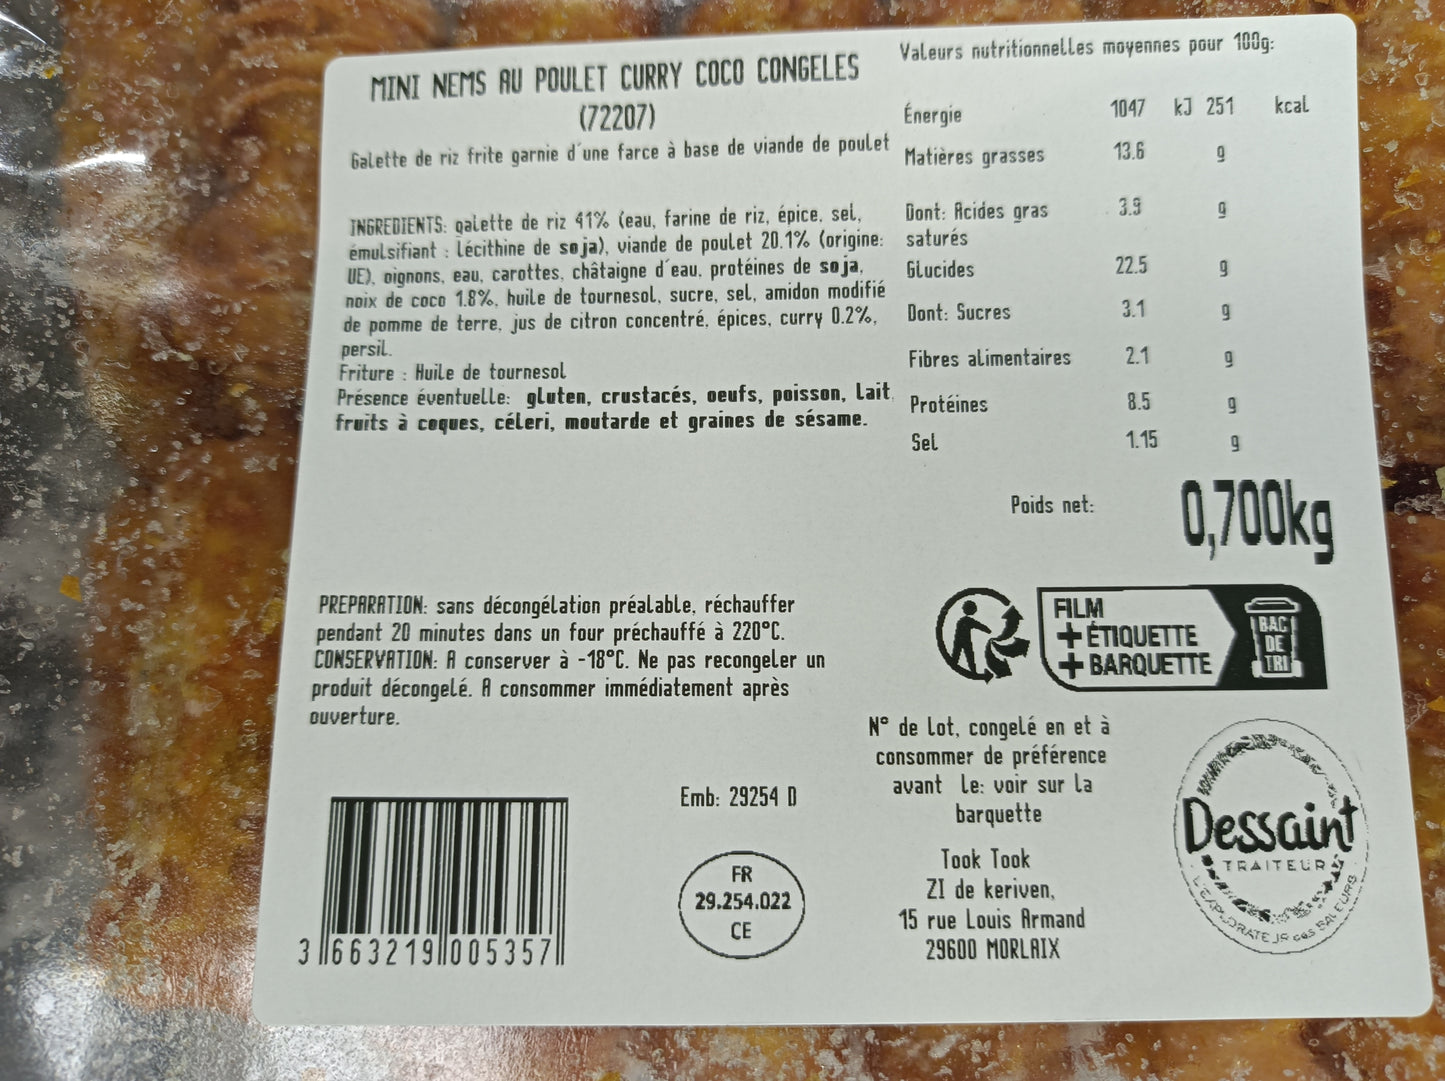 MINI NEMS AU POULET CURRY COCO CONGELES
(72207)
Galette de riz frite garnie d'une farce à base de viande de poulet
INGREDIENTS: galette de riz 41% (eau, farine de riz, épice, sel,
émulsifiant : lécithine de soja), viande de poulet 20.1% (origine:
UE), oignons, eau, carottes, châtaigne d'eau, protéines de soja,
noix de coco 1.8%, huile de tournesol, sucre, sel, amidon modifié
de pomme de terre, jus de citron concentré, épices, curry 0.2%,
persil.
Friture : Huile de tournesol
Présence éventuelle: gluten, crustacés, oeufs, poisson, lait,
fruits à coques, céleri, moutarde et graines de sésame.
Valeurs nutritionnelles moyennes pour 100g:
Énergie 1047 kJ 251 kcal
Matières grasses 13.6 g
Dont: Acides gras 3.9 g
saturés
Glucides 22.5 g
Dont: Sucres 3.1 g
Fibres alimentaires 2.1 g
Protéines 8.5 g
Sel 1.15 g
Poids net: 0,700kg
PREPARATION: sans décongélation préalable, réchauffer
pendant 20 minutes dans un four préchauffé à 220°C.
CONSERVATION: A conserver à -18°C. Ne pas recongeler un
produit décongelé. A consommer immédiatement après
ouverture.
FILM
+ ÉTIQUETTE
+ BARQUETTE
BAC
DE
TRI
N° de lot, congelé en et à
consommer de préférence
avant le: voir sur la
barquette
Emb: 29254 D
FR
29.254.022
CE
Took Took
ZI de keriven,
15 rue Louis Armand
29600 MORLAIX
Dessaint
TRAITEUR
L'EXPLORATEUR DES SAVEURS
3 663219 005357